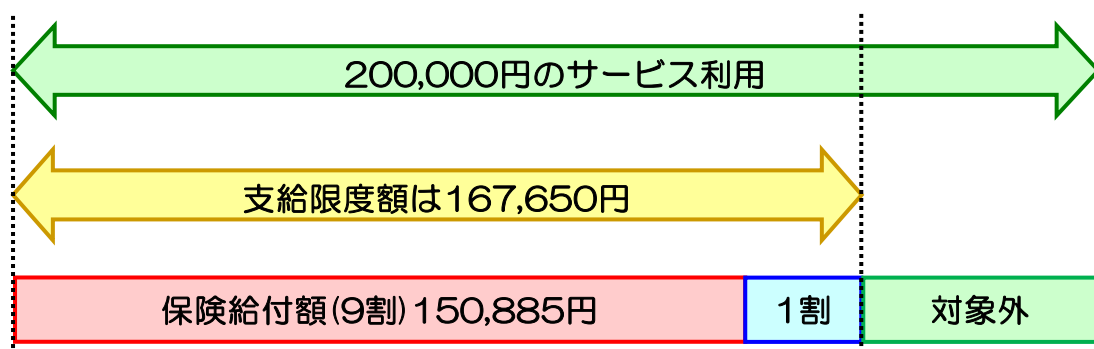 200,000円のサービス利用
支給限度額は167,650円
保険給付額(9割)150,885円
1割
対象外